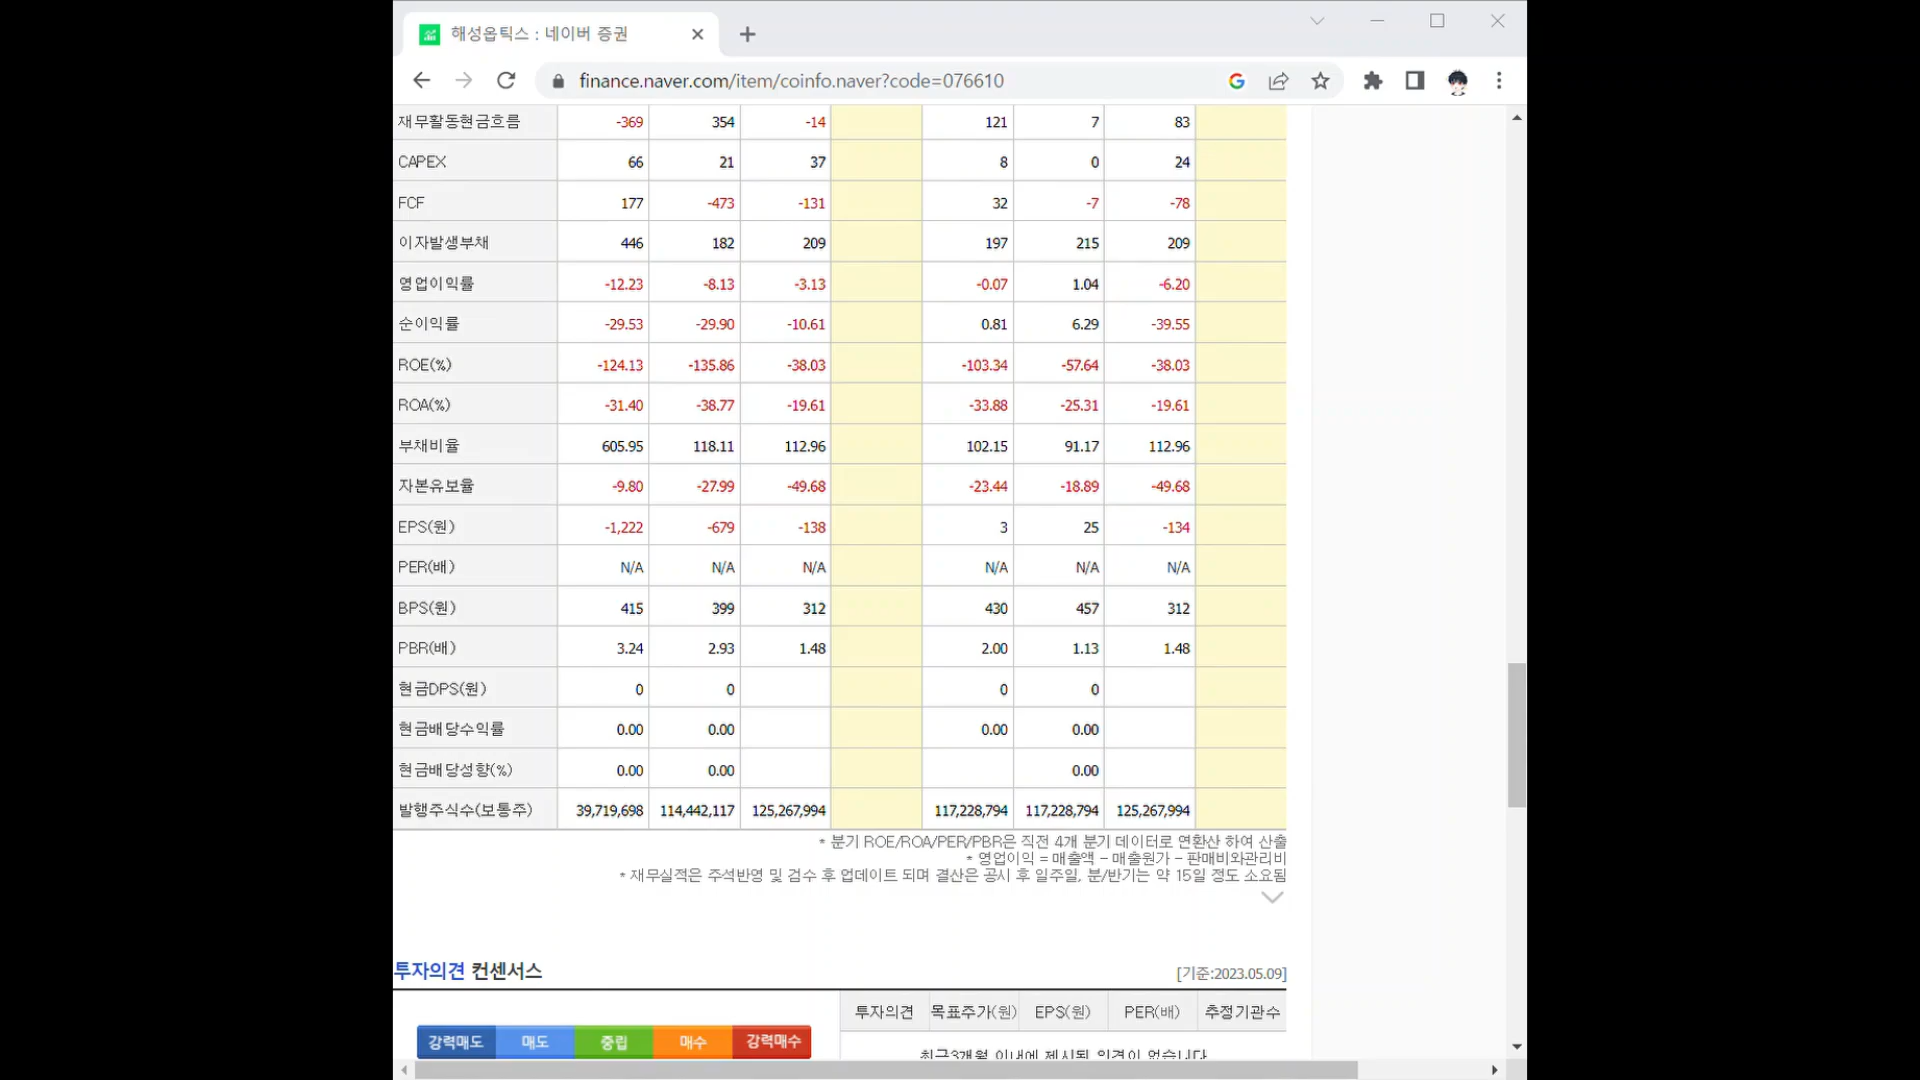 해성옵틱스 : 네이버 증권
finance.naver.com/item/coinfo.naver?code=076610
재무활동현금흐름 -369 354 -14 121 7 83
CAPEX 66 21 37 8 0 24
FCF 177 -473 -131 32 -7 -78
이자발생부채 446 182 209 197 215 209
영업이익률 -12.23 -8.13 -3.13 -0.07 1.04 -6.20
순이익률 -29.53 -29.90 -10.61 0.81 6.29 -39.55
ROE(%) -124.13 -135.86 -38.03 -103.34 -57.64 -38.03
ROA(%) -31.40 -38.77 -19.61 -33.88 -25.31 -19.61
부채비율 605.95 118.11 112.96 102.15 91.17 112.96
자본유보율 -9.80 -27.99 -49.68 -23.44 -18.89 -49.68
EPS(원) -1,222 -679 -138 3 25 -134
PER(배) N/A N/A N/A N/A N/A N/A
BPS(원) 415 399 312 430 457 312
PBR(배) 3.24 2.93 1.48 2.00 1.13 1.48
현금DPS(원) 0 0 0 0
현금배당수익률 0.00 0.00 0.00 0.00
현금배당성향(%) 0.00 0.00 0.00
발행주식수(보통주) 39,719,698 114,442,117 125,267,994 117,228,794 117,228,794 125,267,994
* 분기 ROE/ROA/PER/PBR은 직전 4개 분기 데이터로 연환산 하여 산출
* 영업이익 = 매출액 - 매출원가 - 판매비와관리비
* 재무실적은 주석반영 및 검수 후 업데이트 되며 결산은 공시 후 일주일, 분/반기는 약 15일 정도 소요됨
투자의견 컨센서스 [기준:2023.05.09]
투자의견 목표주가(원) EPS(원) PER(배) 추정기관수
강력매도 매도 중립 매수 강력매수
최근3개월 이내에 제시된 의견이 없습니다